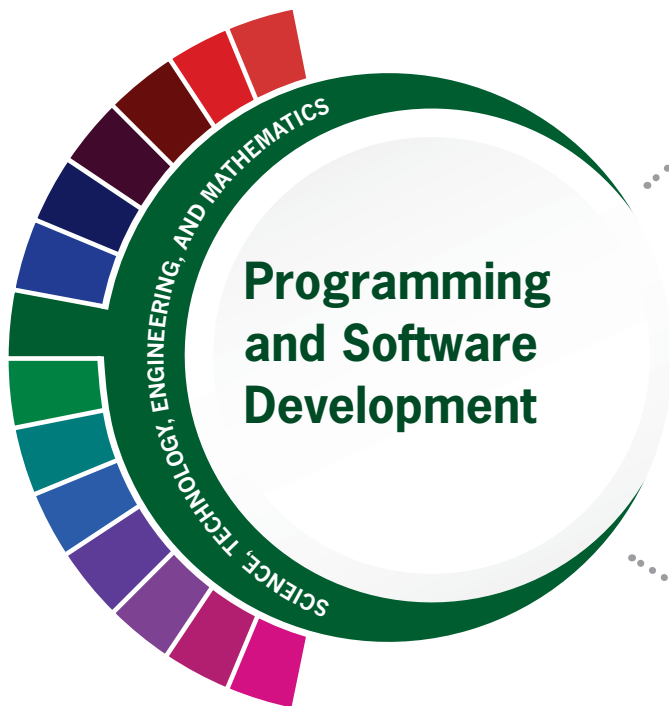 SCIENCE, TECHNOLOGY, ENGINEERING, AND MATHEMATICS
Programming
and Software
Development